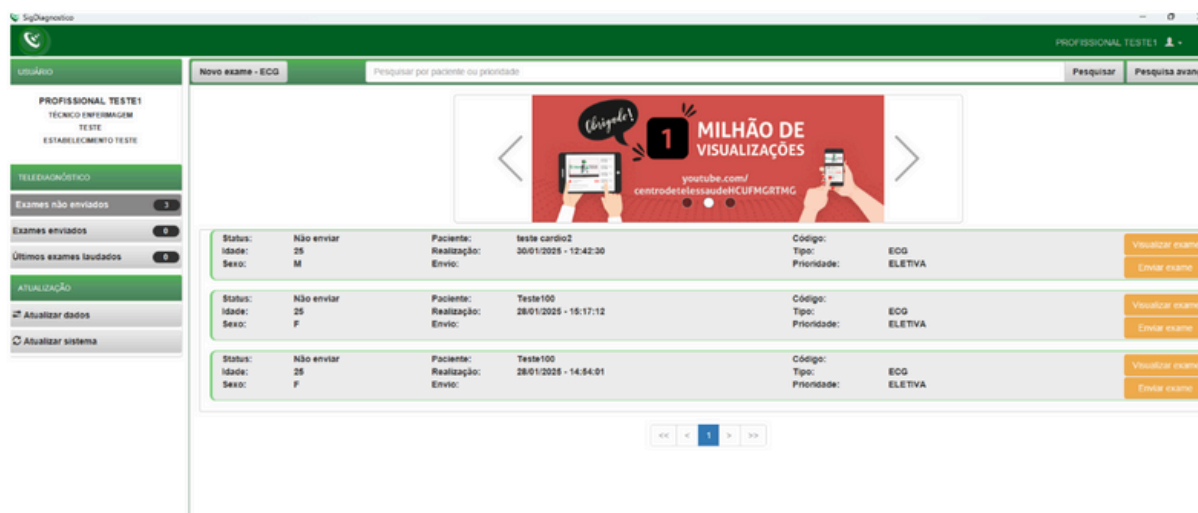 SigDiagnostico
PROFISSIONAL TESTE1
USUÁRIO
PROFISSIONAL TESTE1
TÉCNICO ENFERMAGEM
TESTE
ESTABELECIMENTO TESTE
TELEDIAGNÓSTICO
Exames não enviados 3
Exames enviados 0
Últimos exames laudados 0
ATUALIZAÇÃO
Atualizar dados
Atualizar sistema
Novo exame - ECG
Pesquisar por paciente ou prioridade
Pesquisar
Pesquisa avan
Obrigado!
1 MILHÃO DE
VISUALIZAÇÕES
youtube.com/
centrodetelessaudeHCUFMGRTMG
Status: Não enviar Paciente: teste cardio2 Código:
Idade: 25 Realização: 30/01/2025 - 12:42:30 Tipo: ECG
Sexo: M Envio: Prioridade: ELETIVA
Visualizar exame
Enviar exame
Status: Não enviar Paciente: Teste100 Código:
Idade: 25 Realização: 28/01/2025 - 15:17:12 Tipo: ECG
Sexo: F Envio: Prioridade: ELETIVA
Visualizar exame
Enviar exame
Status: Não enviar Paciente: Teste100 Código:
Idade: 25 Realização: 28/01/2025 - 14:54:01 Tipo: ECG
Sexo: F Envio: Prioridade: ELETIVA
Visualizar exame
Enviar exame
<< < 1 > >>